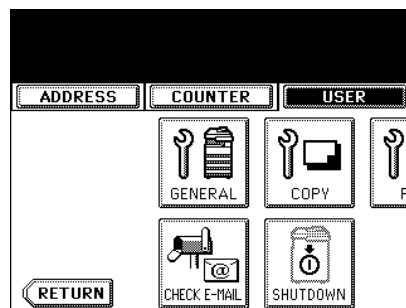 ADDRESS COUNTER USER
GENERAL COPY
CHECK E-MAIL SHUTDOWN
RETURN